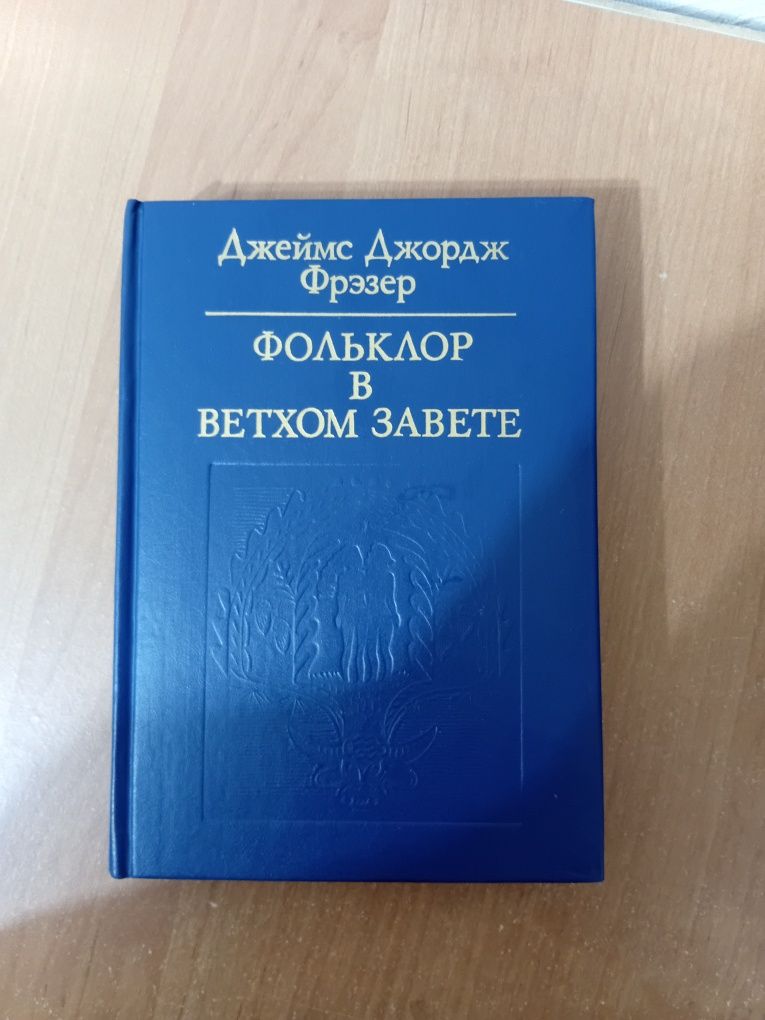 Джеймс Джордж
Фрэзер
ФОЛЬКЛОР
В
ВЕТХОМ ЗАВЕТЕ